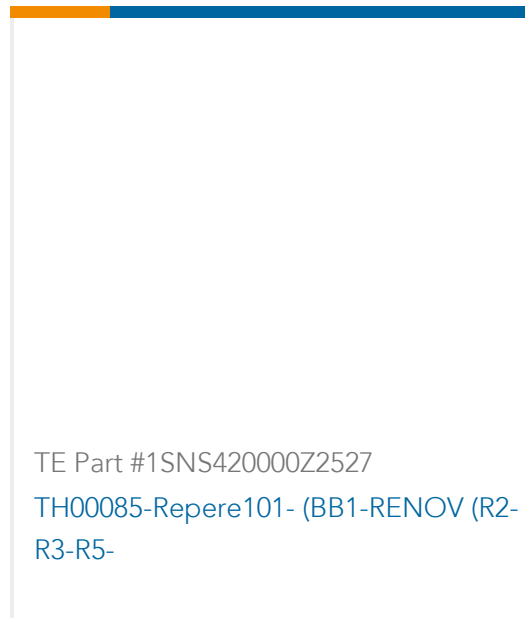 TE Part #1SNS420000Z2527
TH00085-Repere101- (BB1-RENOV (R2-
R3-R5-